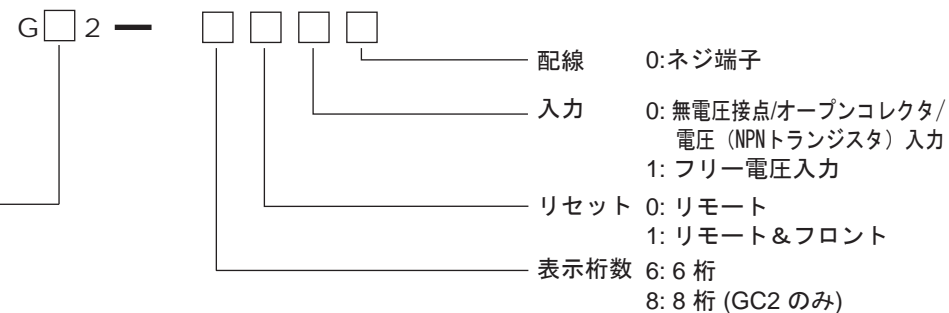 G□2－ □□□□
配線 0:ネジ端子
入力 0: 無電圧接点/オープンコレクタ/
電圧（NPNトランジスタ）入力
1: フリー電圧入力
リセット 0: リモート
1: リモート＆フロント
表示桁数 6: 6 桁
8: 8 桁 (GC2 のみ)